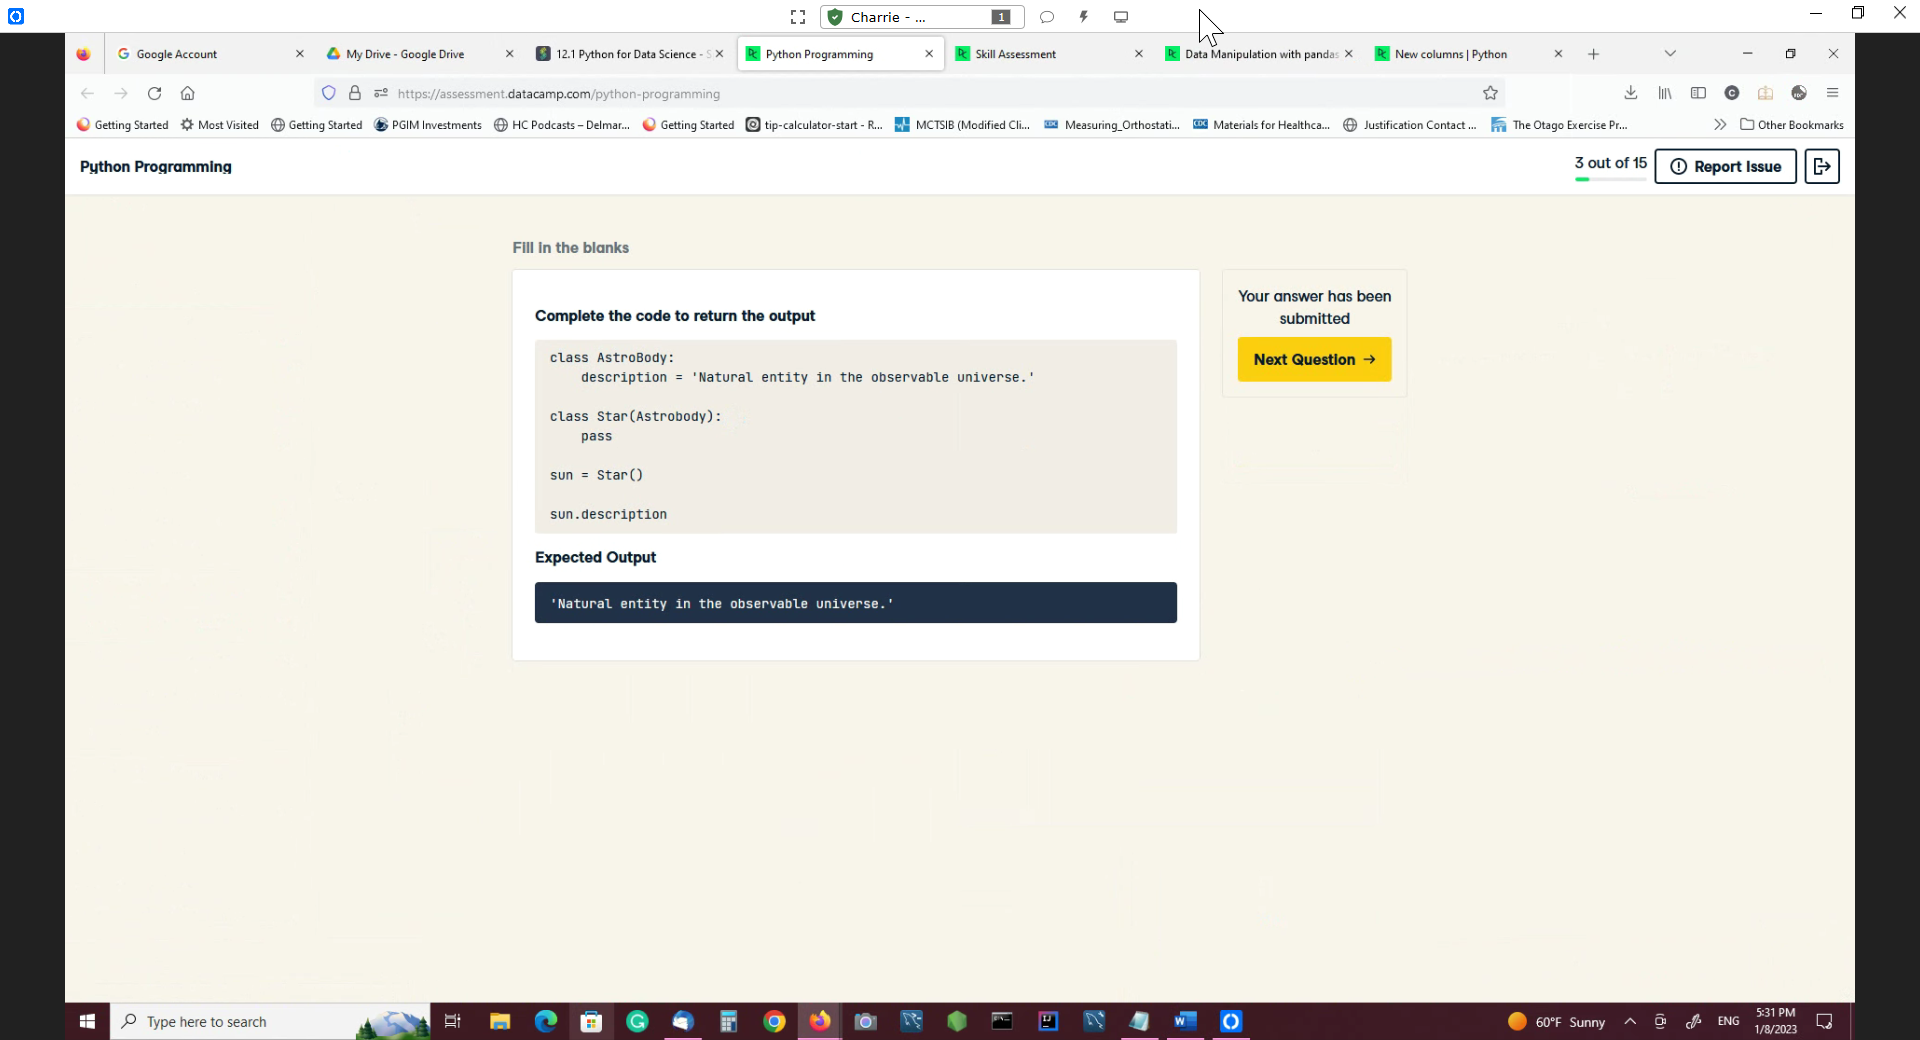 Charrie - ... 1
Google Account
My Drive - Google Drive
12.1 Python for Data Science - S
Python Programming
Skill Assessment
Data Manipulation with pandas
New columns | Python
https://assessment.datacamp.com/python-programming
Getting Started
Most Visited
Getting Started
PGIM Investments
HC Podcasts – Delmar...
Getting Started
tip-calculator-start - R...
MCTSIB (Modified Cli...
Measuring_Orthostati...
Materials for Healthca...
Justification Contact ...
The Otago Exercise Pr...
Other Bookmarks
Python Programming
3 out of 15
Report Issue
Fill in the blanks
Complete the code to return the output
class AstroBody:
    description = 'Natural entity in the observable universe.'
class Star(Astrobody):
    pass
sun = Star()
sun.description
Expected Output
'Natural entity in the observable universe.'
Your answer has been
submitted
Next Question →
Type here to search
60°F Sunny
ENG
5:31 PM
1/8/2023